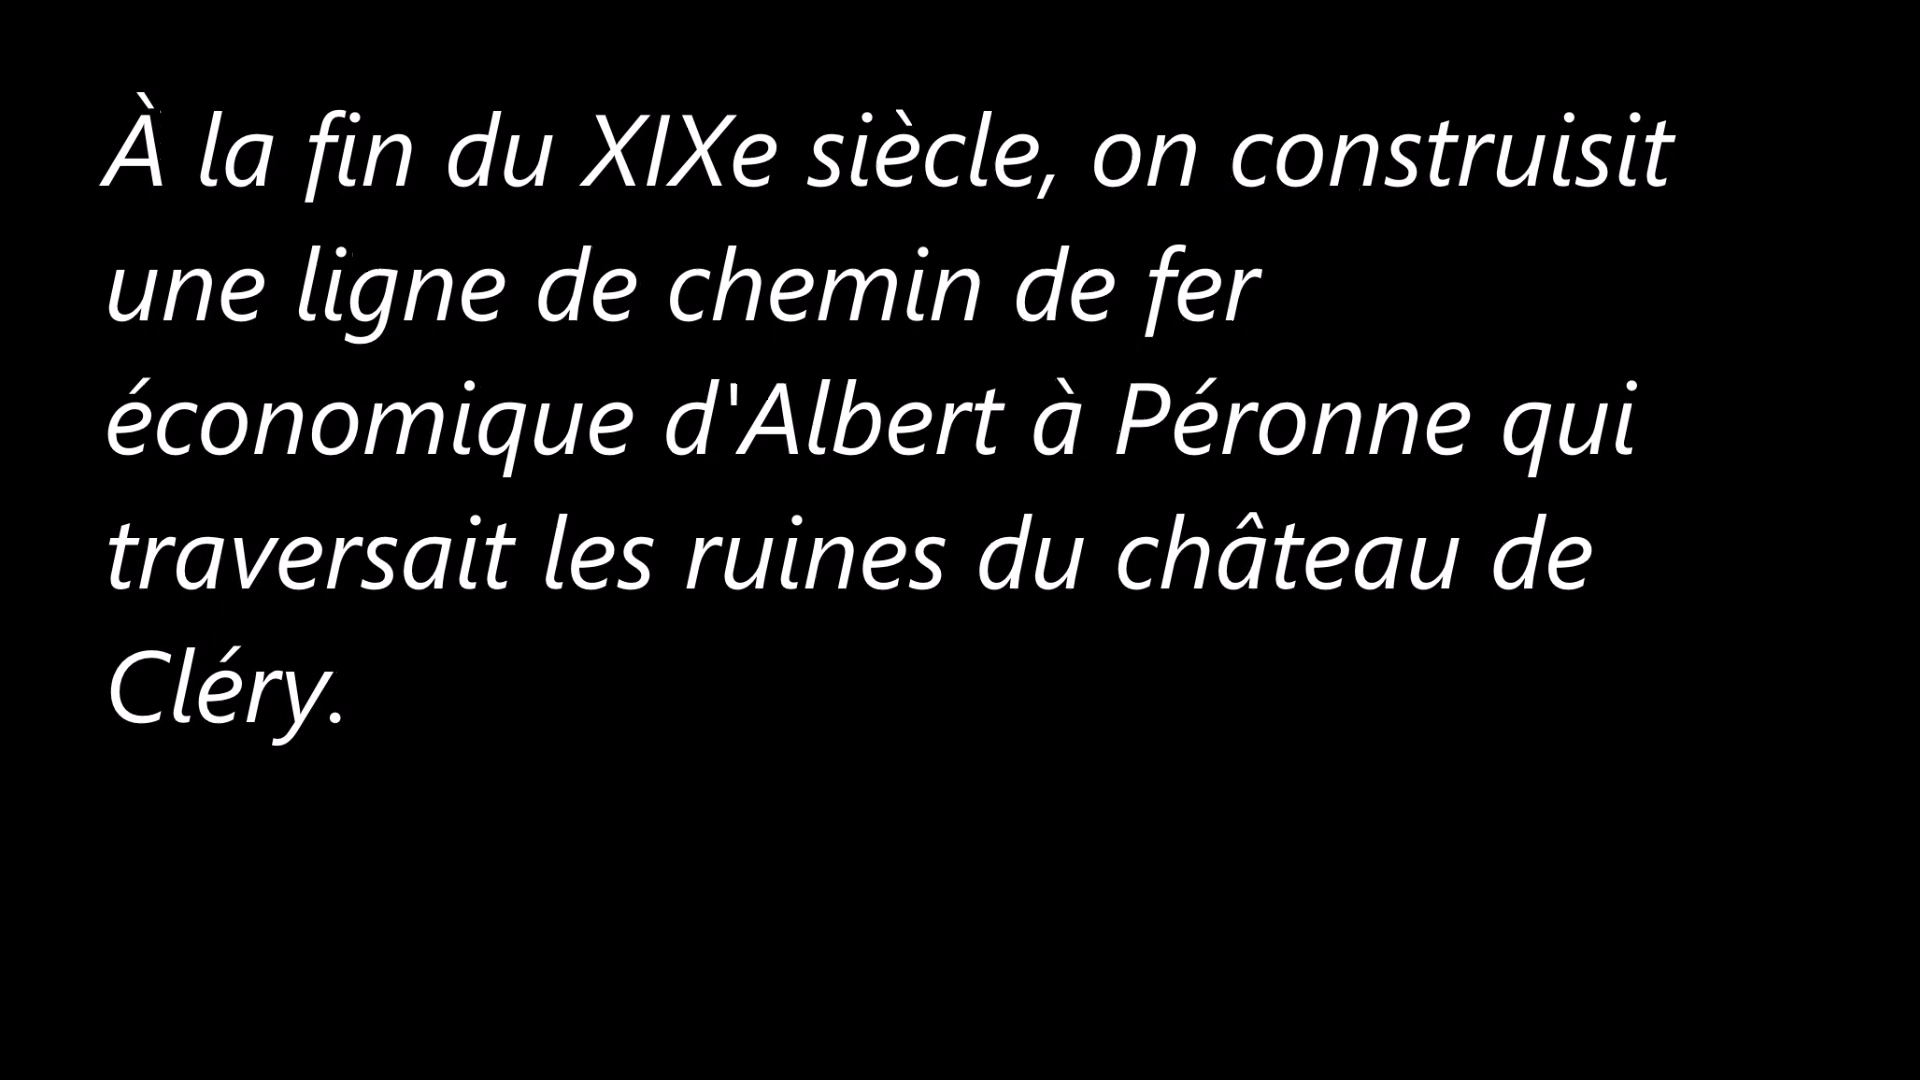 À la fin du XIXe siècle, on construisit
une ligne de chemin de fer
économique d'Albert à Péronne qui
traversait les ruines du château de
Cléry.